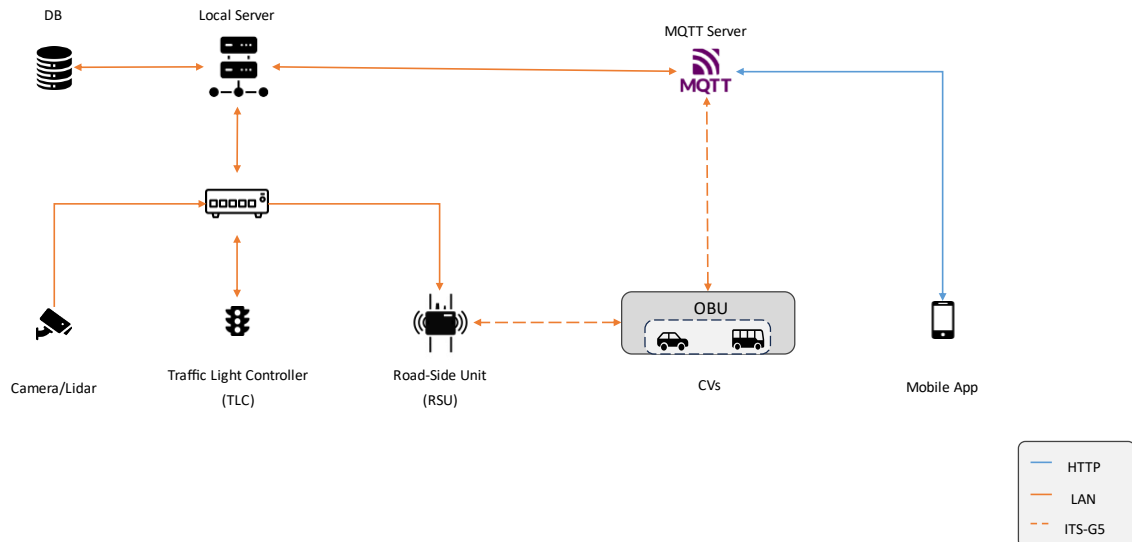 DB
Local Server
MQTT Server
MQTT
OBU
Camera/Lidar
Traffic Light Controller
(TLC)
Road-Side Unit
(RSU)
CVs
Mobile App
HTTP
LAN
ITS-G5